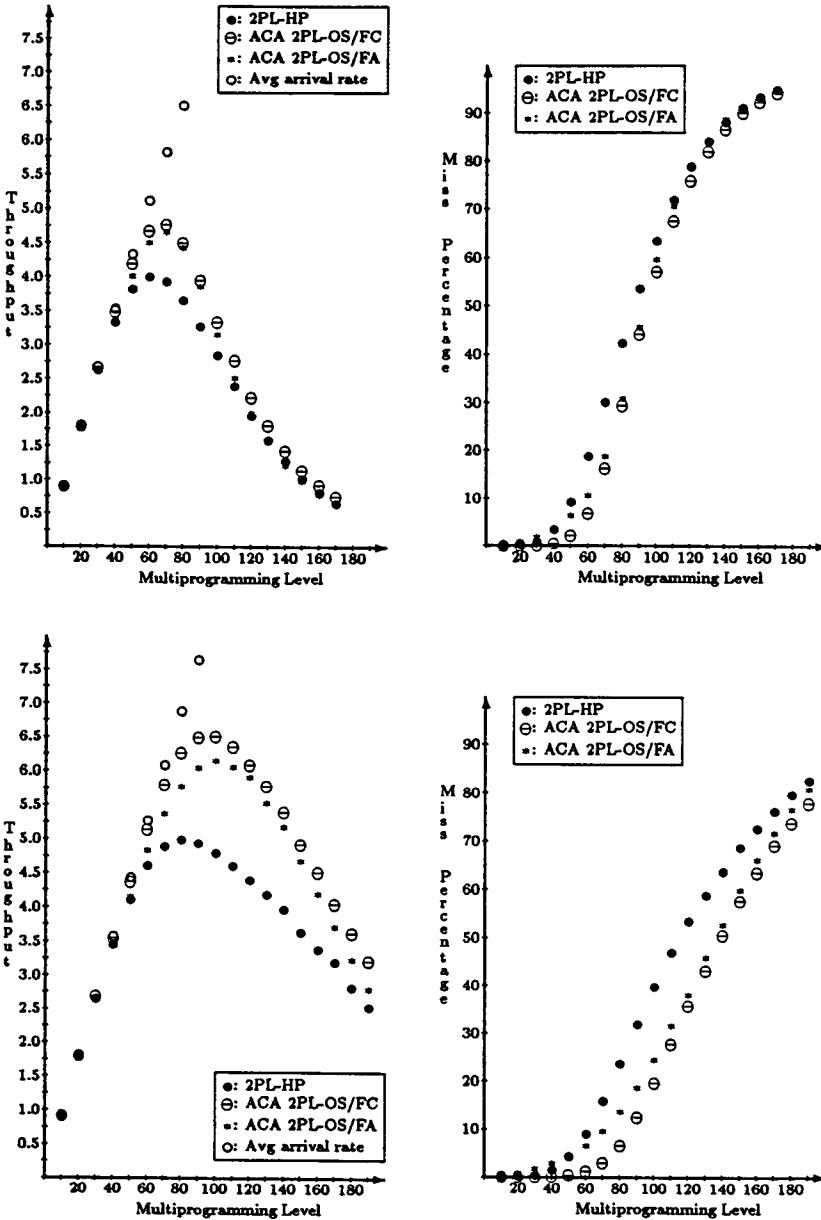 ●: 2PL-HP
⊖: ACA 2PL-OS/FC
*: ACA 2PL-OS/FA
○: Avg arrival rate
Throughput
7.5
7.0
6.5
6.0
5.5
5.0
4.5
4.0
3.5
3.0
2.5
2.0
1.5
1.0
0.5
20 40 60 80 100 120 140 160 180
Multiprogramming Level
●: 2PL-HP
⊖: ACA 2PL-OS/FC
*: ACA 2PL-OS/FA
Miss Percentage
90
80
70
60
50
40
30
20
10
20 40 60 80 100 120 140 160 180
Multiprogramming Level
Throughput
7.5
7.0
6.5
6.0
5.5
5.0
4.5
4.0
3.5
3.0
2.5
2.0
1.5
1.0
0.5
●: 2PL-HP
⊖: ACA 2PL-OS/FC
*: ACA 2PL-OS/FA
○: Avg arrival rate
20 40 60 80 100 120 140 160 180
Multiprogramming Level
●: 2PL-HP
⊖: ACA 2PL-OS/FC
*: ACA 2PL-OS/FA
Miss Percentage
90
80
70
60
50
40
30
20
10
20 40 60 80 100 120 140 160 180
Multiprogramming Level